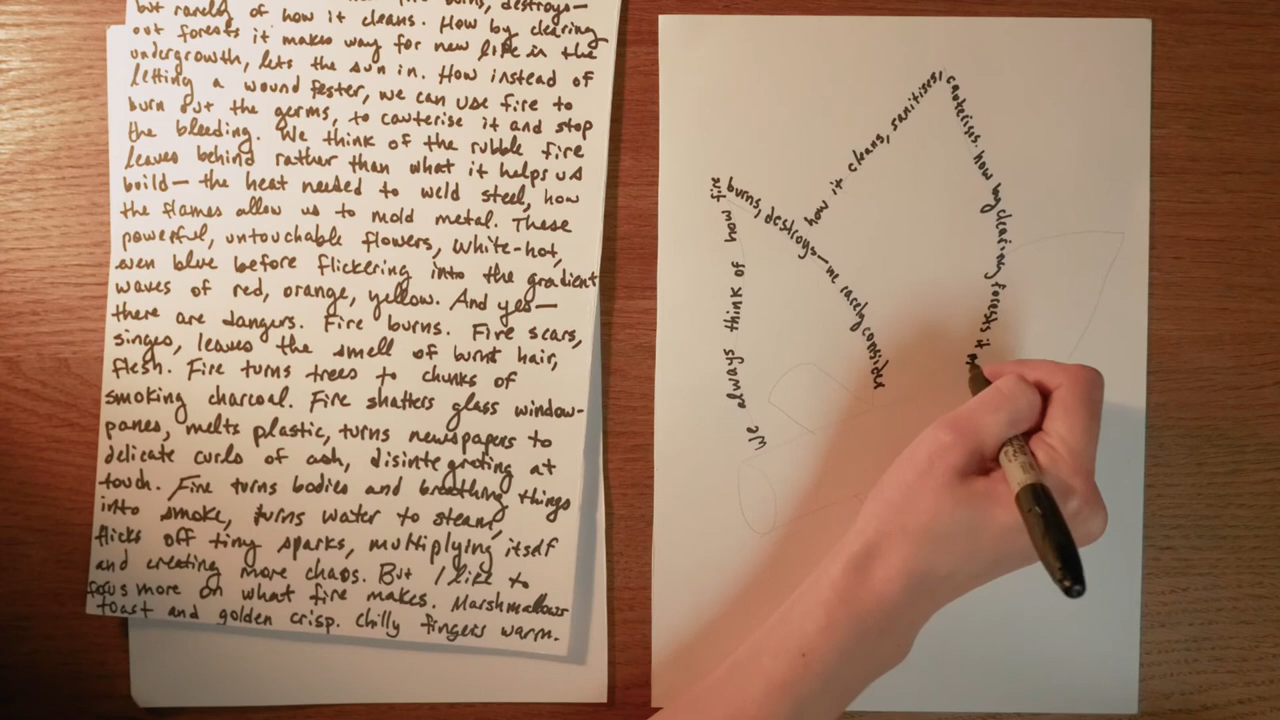 burns, destroys—
but rarely of how it cleans. How by clearing
out forests it makes way for new life in the
undergrowth, lets the sun in. How instead of
letting a wound fester, we can use fire to
burn out the germs, to cauterise it and stop
the bleeding. We think of the rubble fire
leaves behind rather than what it helps us
build— the heat needed to weld steel, how
the flames allow us to mold metal. These
powerful, untouchable flowers, white-hot,
even blue before flickering into the gradient
waves of red, orange, yellow. And yes—
there are dangers. Fire burns. Fire scars,
singes, leaves the smell of burnt hair,
flesh. Fire turns trees to chunks of
smoking charcoal. Fire shatters glass window-
panes, melts plastic, turns newspapers to
delicate curls of ash, disintegrating at
touch. Fire turns bodies and breathing things
into smoke, turns water to steam,
flicks off tiny sparks, multiplying itself
and creating more chaos. But I like to
focus more on what fire makes. Marshmallows
toast and golden crisp. Chilly fingers warm.
We always think of how fire
burns, destroys—we rarely consider
how it cleans, sanitises,
cauterises. how by clearing forests it